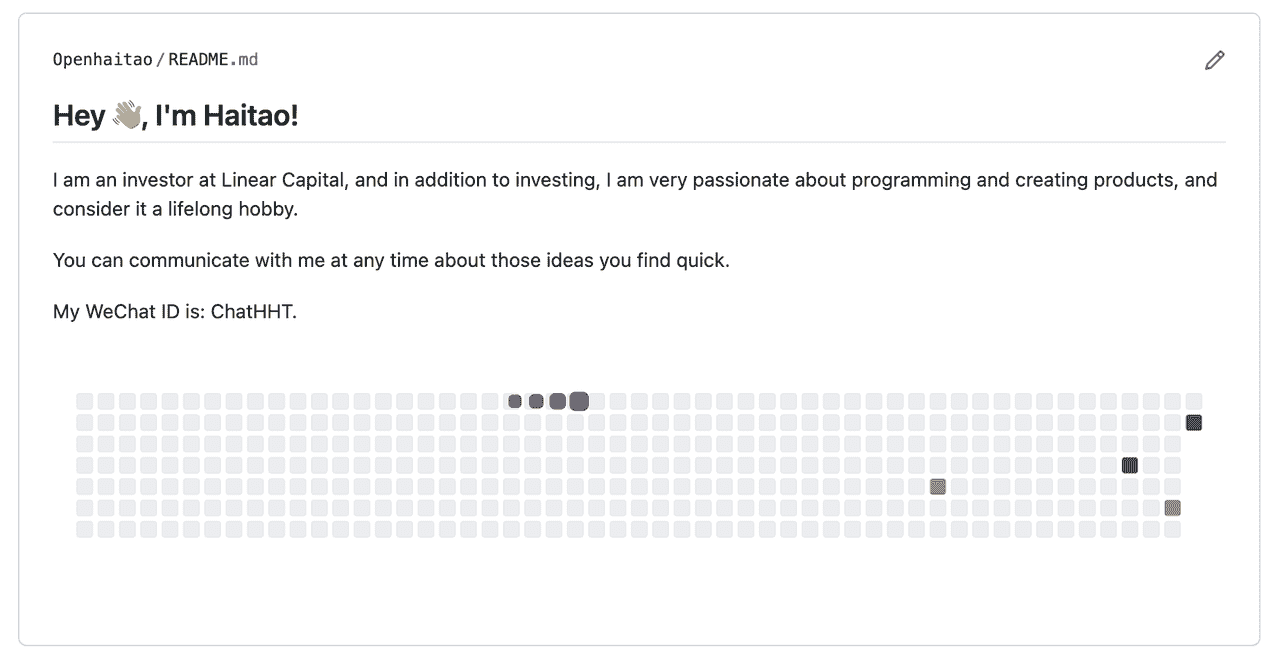 Openhaitao/README.md
Hey 👋, I'm Haitao!
I am an investor at Linear Capital, and in addition to investing, I am very passionate about programming and creating products, and
consider it a lifelong hobby.
You can communicate with me at any time about those ideas you find quick.
My WeChat ID is: ChatHHT.